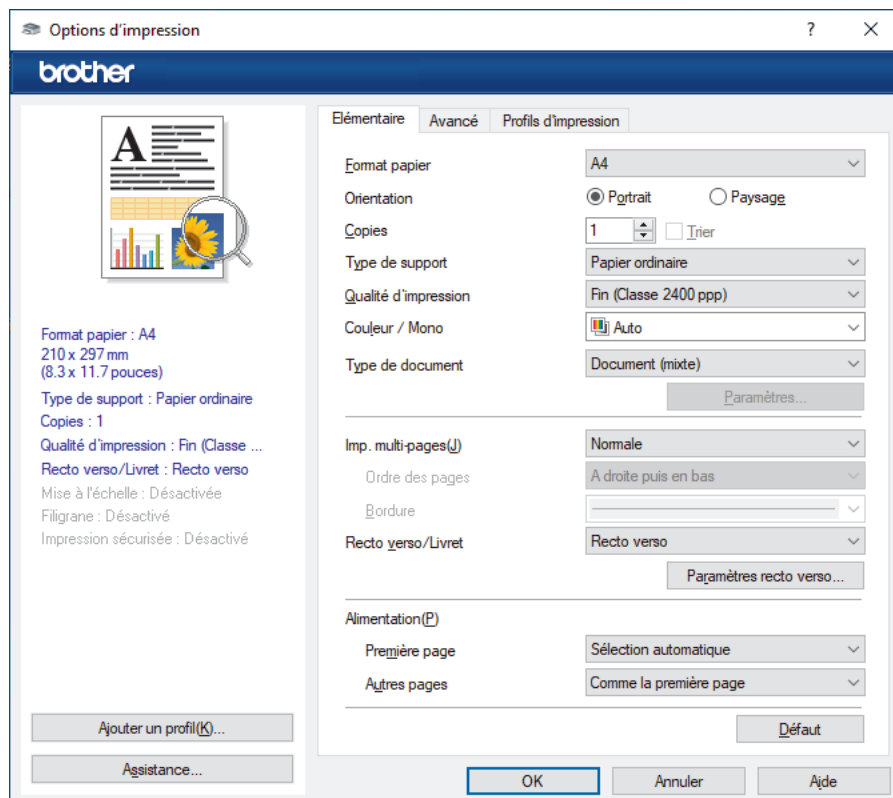 Options d'impression
brother
A
Format papier : A4
210 x 297 mm
(8.3 x 11.7 pouces)
Type de support : Papier ordinaire
Copies : 1
Qualité d'impression : Fin (Classe ...
Recto verso/Livret : Recto verso
Mise à l'échelle : Désactivée
Filigrane : Désactivé
Impression sécurisée : Désactivé
Ajouter un profil(K)...
Assistance...
Elémentaire Avancé Profils d'impression
Format papier A4
Orientation Portrait Paysage
Copies 1 Trier
Type de support Papier ordinaire
Qualité d'impression Fin (Classe 2400 ppp)
Couleur / Mono Auto
Type de document Document (mixte)
Paramètres...
Imp. multi-pages(J) Normale
Ordre des pages A droite puis en bas
Bordure
Recto verso/Livret Recto verso
Paramètres recto verso...
Alimentation(P)
Première page Sélection automatique
Autres pages Comme la première page
Défaut
OK Annuler Aide